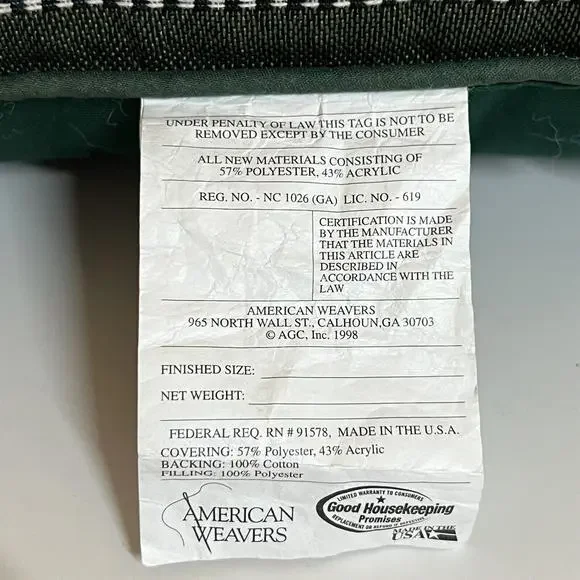 UNDER PENALTY OF LAW THIS TAG IS NOT TO BE
REMOVED EXCEPT BY THE CONSUMER
ALL NEW MATERIALS CONSISTING OF
57% POLYESTER, 43% ACRYLIC
REG. NO. - NC 1026 (GA) LIC. NO. - 619
CERTIFICATION IS MADE
BY THE MANUFACTURER
THAT THE MATERIALS IN
THIS ARTICLE ARE
DESCRIBED IN
ACCORDANCE WITH THE
LAW
AMERICAN WEAVERS
965 NORTH WALL ST., CALHOUN,GA 30703
© AGC, Inc. 1998
FINISHED SIZE:
NET WEIGHT:
FEDERAL REQ. RN # 91578, MADE IN THE U.S.A.
COVERING: 57% Polyester, 43% Acrylic
BACKING: 100% Cotton
FILLING: 100% Polyester
AMERICAN
WEAVERS
LIMITED WARRANTY TO CONSUMERS
Good Housekeeping
Promises
REPLACEMENT OR REFUND IF DEFECTIVE
MADE IN THE
USA